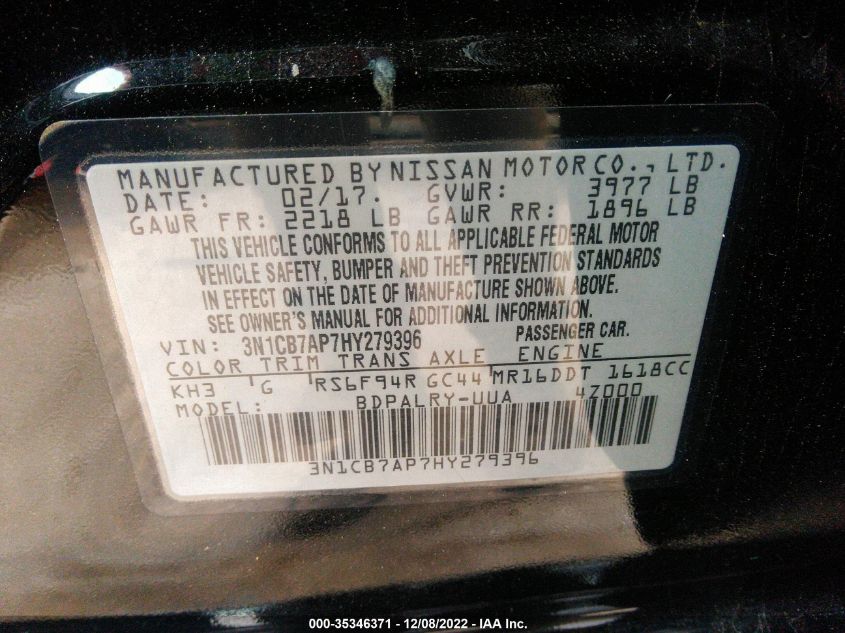 MANUFACTURED BY NISSAN MOTOR CO., LTD.
DATE: 02/17. GVWR: 3977 LB
GAWR FR: 2218 LB GAWR RR: 1896 LB
THIS VEHICLE CONFORMS TO ALL APPLICABLE FEDERAL MOTOR
VEHICLE SAFETY, BUMPER AND THEFT PREVENTION STANDARDS
IN EFFECT ON THE DATE OF MANUFACTURE SHOWN ABOVE.
SEE OWNER'S MANUAL FOR ADDITIONAL INFORMATION.
VIN: 3N1CB7AP7HY279396 PASSENGER CAR.
COLOR TRIM TRANS AXLE ENGINE
KH3 G RS6F94R GC44 MR16DDT 1618CC
MODEL: BDPALRY-UUA 4Z000
3N1CB7AP7HY279396
000-35346371 - 12/08/2022 - IAA Inc.